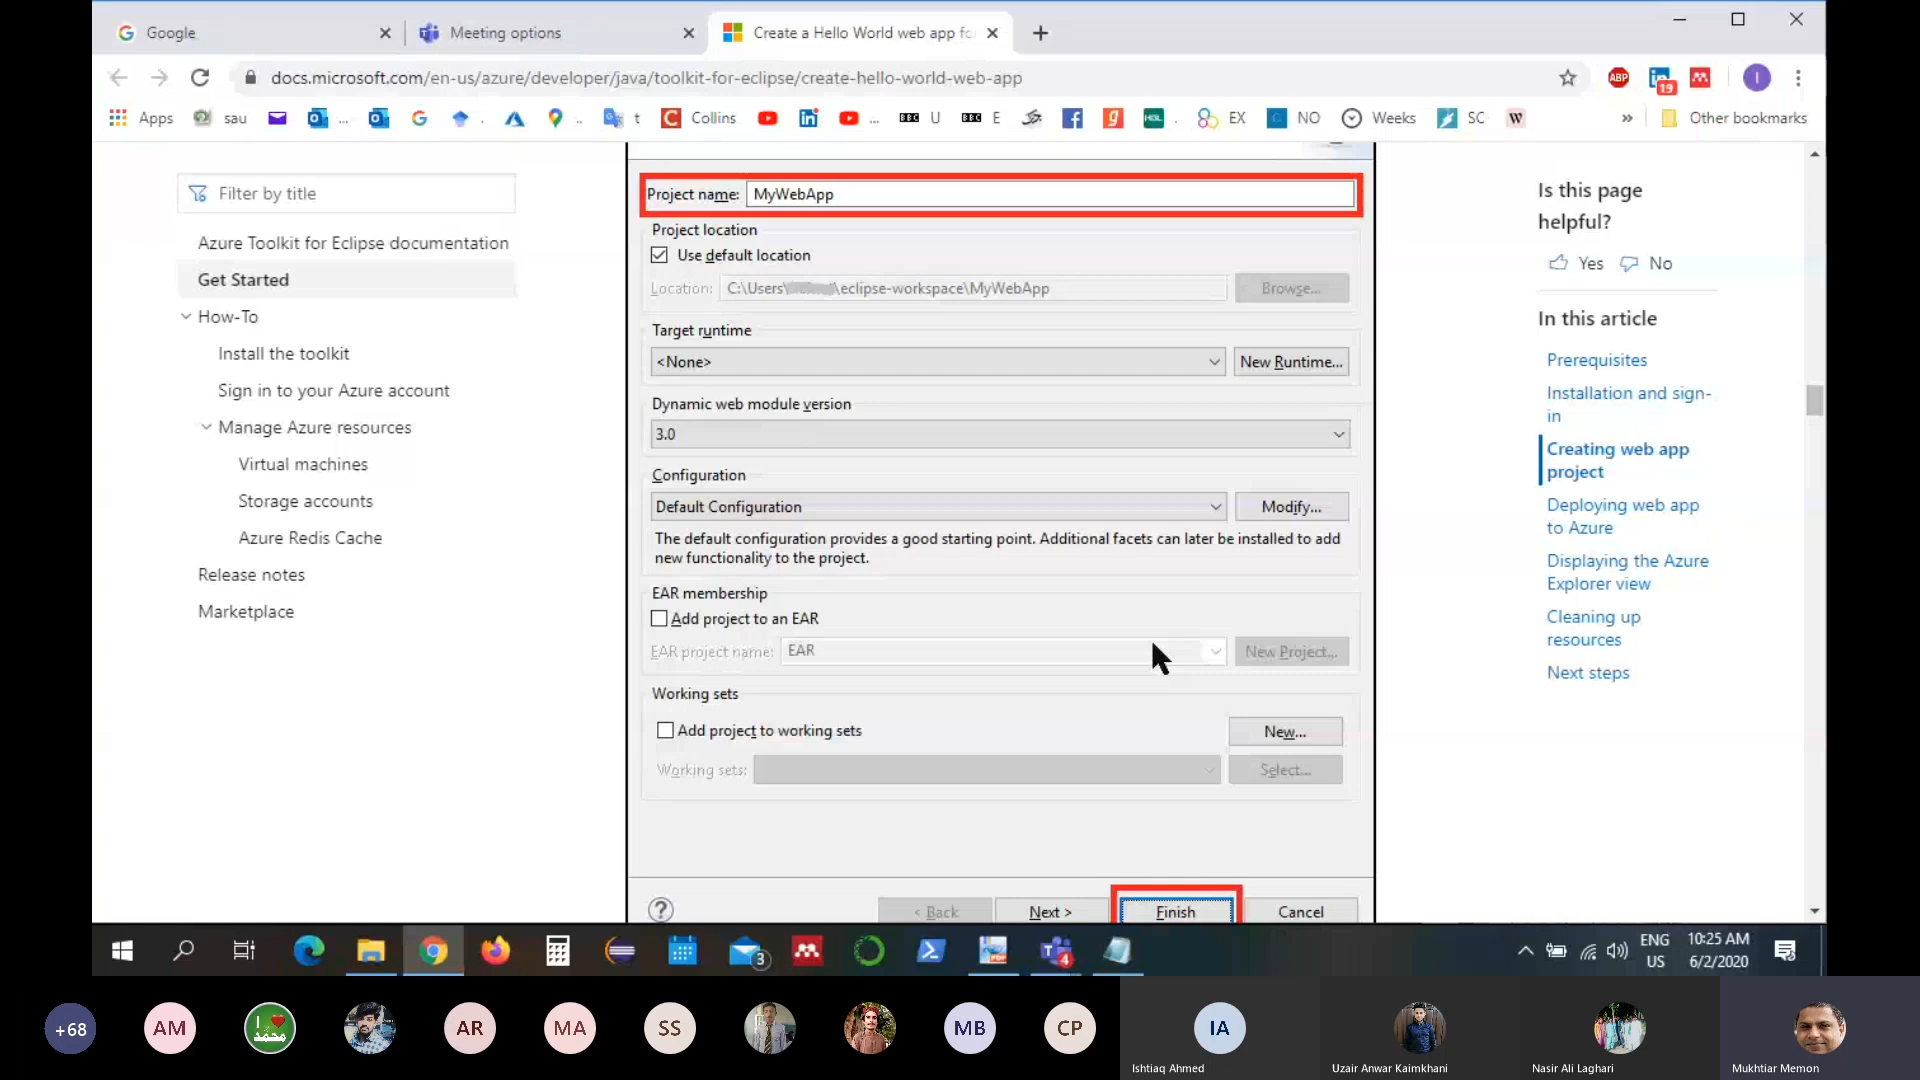 Google
Meeting options
Create a Hello World web app fo
docs.microsoft.com/en-us/azure/developer/java/toolkit-for-eclipse/create-hello-world-web-app
ABP
19
I
Apps
sau
...
G
.
..
t
Collins
...
BBC U
BBC E
HBL
.
EX
NO
Weeks
SC
W
»
Other bookmarks
Filter by title
Azure Toolkit for Eclipse documentation
Get Started
How-To
Install the toolkit
Sign in to your Azure account
Manage Azure resources
Virtual machines
Storage accounts
Azure Redis Cache
Release notes
Marketplace
Project name: MyWebApp
Project location
Use default location
Location: C:\Users\ \eclipse-workspace\MyWebApp Browse...
Target runtime
<None> New Runtime...
Dynamic web module version
3.0
Configuration
Default Configuration Modify...
The default configuration provides a good starting point. Additional facets can later be installed to add
new functionality to the project.
EAR membership
Add project to an EAR
EAR project name: EAR New Project...
Working sets
Add project to working sets New...
Working sets: Select...
? < Back Next > Finish Cancel
Is this page
helpful?
Yes No
In this article
Prerequisites
Installation and sign-
in
Creating web app
project
Deploying web app
to Azure
Displaying the Azure
Explorer view
Cleaning up
resources
Next steps
3
4
ENG
US
10:25 AM
6/2/2020
+68
AM
I
محمد
AR
MA
SS
MB
CP
IA
Ishtiaq Ahmed
Uzair Anwar Kaimkhani
Nasir Ali Laghari
Mukhtiar Memon